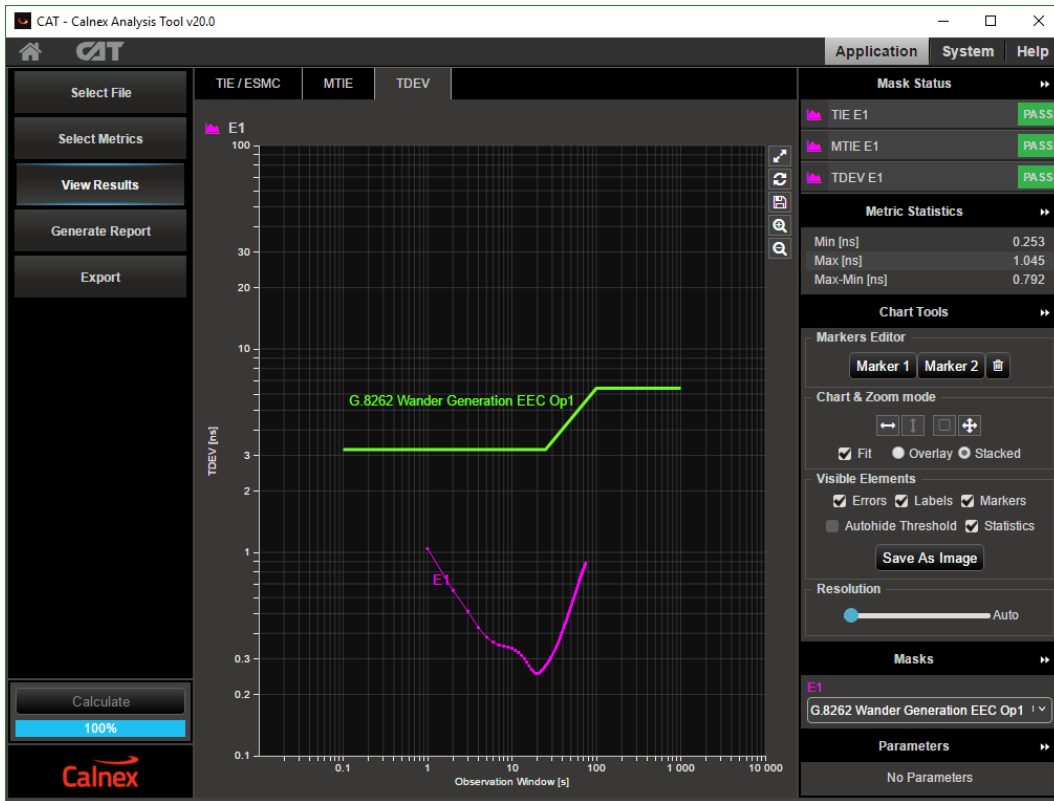 CAT - Calnex Analysis Tool v20.0
CAT
Application System Help
Select File
Select Metrics
View Results
Generate Report
Export
Calculate
100%
Calnex
TIE / ESMC MTIE TDEV
E1
100
30
20
10
3
2
1
0.3
0.2
0.1
TDEV [ns]
G.8262 Wander Generation EEC Op1
E1
0.1 1 10 100 1 000 10 000
Observation Window [s]
Mask Status
TIE E1 PASS
MTIE E1 PASS
TDEV E1 PASS
Metric Statistics
Min [ns] 0.253
Max [ns] 1.045
Max-Min [ns] 0.792
Chart Tools
Markers Editor
Marker 1 Marker 2
Chart & Zoom mode
Fit Overlay Stacked
Visible Elements
Errors Labels Markers
Autohide Threshold Statistics
Save As Image
Resolution
Auto
Masks
E1
G.8262 Wander Generation EEC Op1
Parameters
No Parameters